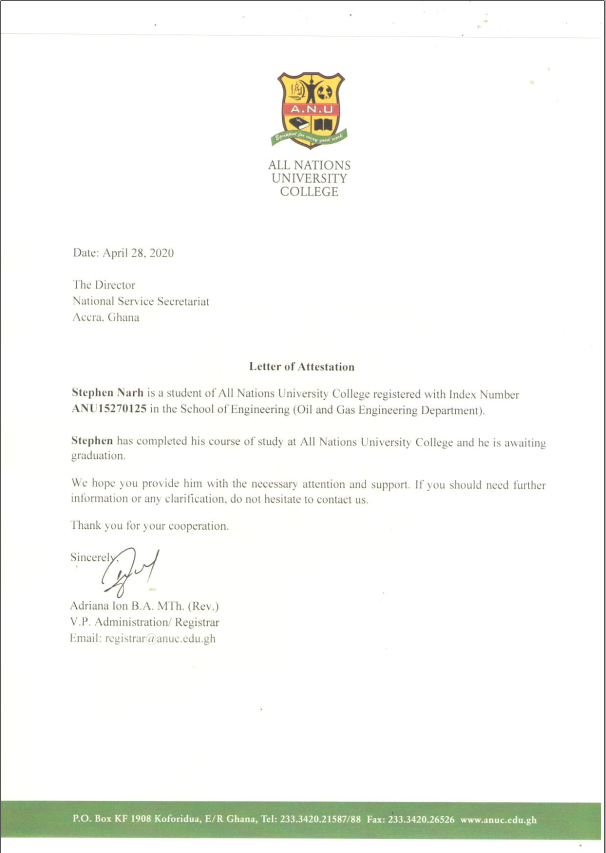 A.N.U
ALL NATIONS
UNIVERSITY
COLLEGE
Date: April 28, 2020
The Director
National Service Secretariat
Accra, Ghana
Letter of Attestation
Stephen Narh is a student of All Nations University College registered with Index Number
ANU15270125 in the School of Engineering (Oil and Gas Engineering Department).
Stephen has completed his course of study at All Nations University College and he is awaiting
graduation.
We hope you provide him with the necessary attention and support. If you should need further
information or any clarification, do not hesitate to contact us.
Thank you for your cooperation.
Sincerely,
Adriana Ion B.A. MTh. (Rev.)
V.P. Administration/ Registrar
Email: registrar@anuc.edu.gh
P.O. Box KF 1908 Koforidua, E/R Ghana, Tel: 233.3420.21587/88 Fax: 233.3420.26526 www.anuc.edu.gh